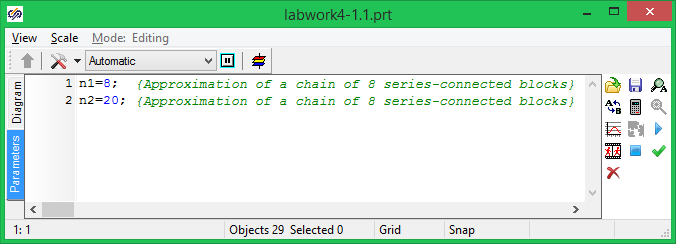 labwork4-1.1.prt
View Scale Mode: Editing
Automatic
Diagram
Parameters
1 n1=8; {Approximation of a chain of 8 series-connected blocks}
2 n2=20; {Approximation of a chain of 8 series-connected blocks}
A B
1: 1 Objects 29 Selected 0 Grid Snap